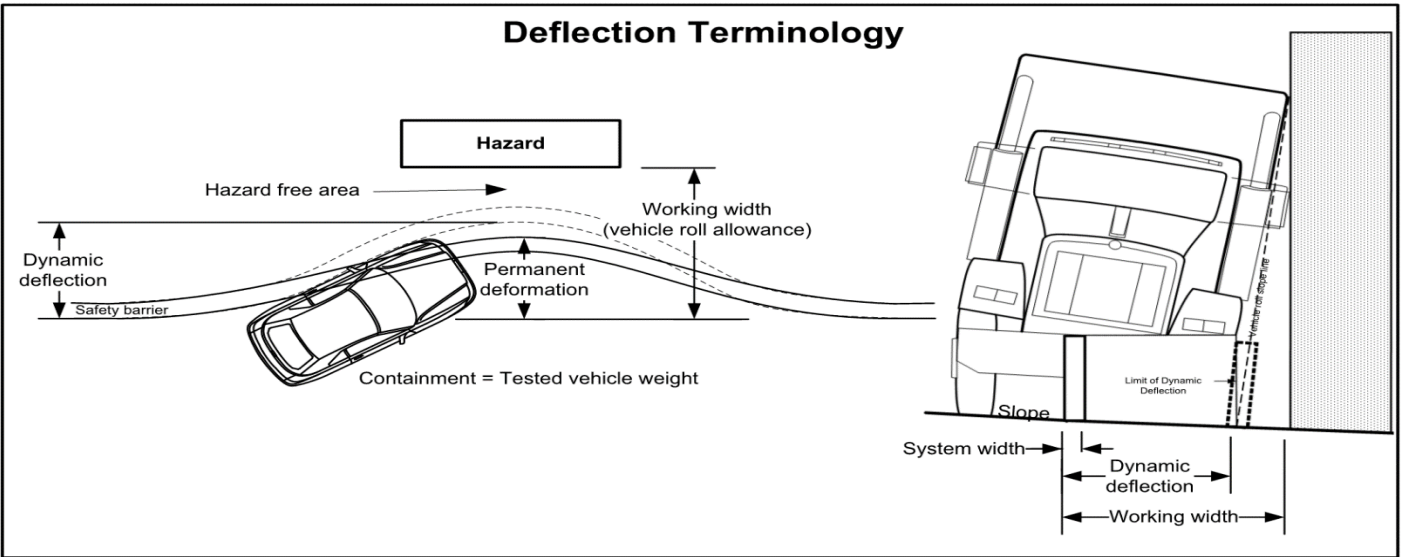 Deflection Terminology
Hazard
Hazard free area
Working width
(vehicle roll allowance)
Dynamic
deflection
Permanent
deformation
Safety barrier
Containment = Tested vehicle weight
Vehicle roll slope line
Limit of Dynamic
Deflection
Slope
System width
Dynamic
deflection
Working width